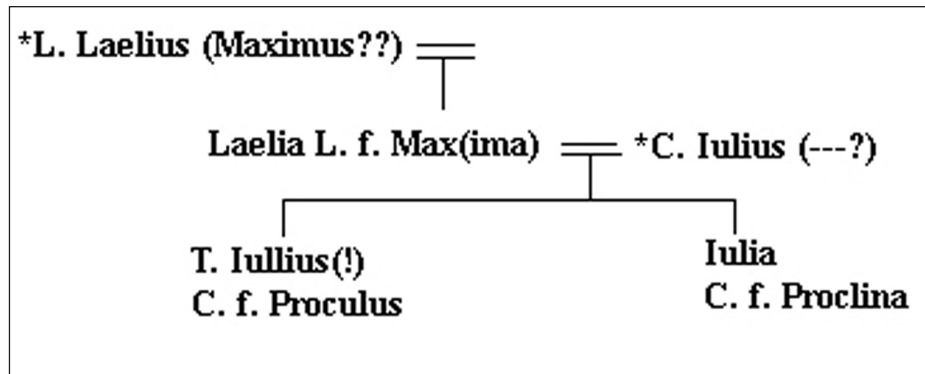 *L. Laelius (Maximus??)
Laelia L. f. Max(ima)
*C. Iulius (---?)
T. Iullius(!)
C. f. Proculus
Iulia
C. f. Proclina